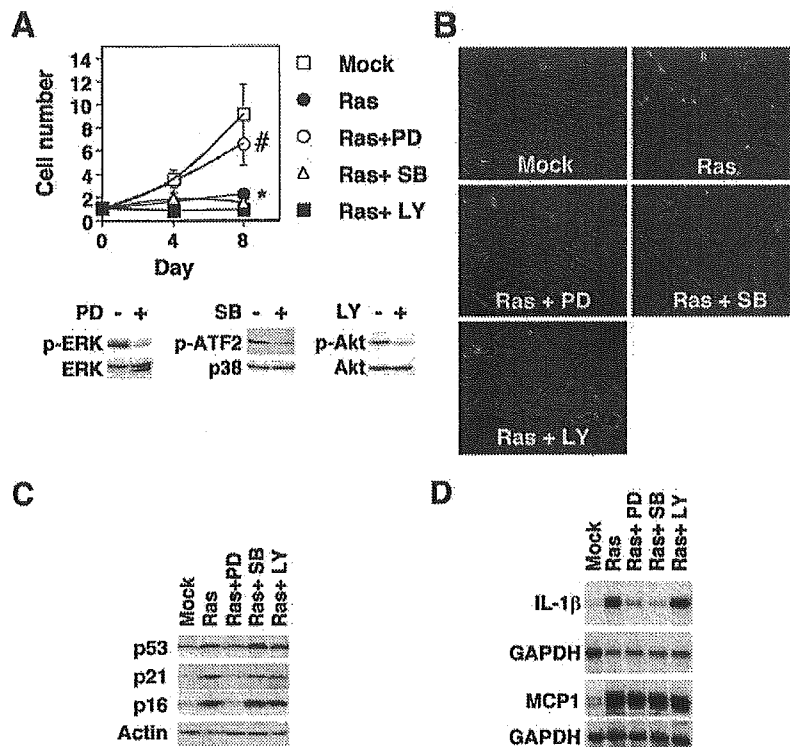 A
Cell number
14
12
10
8
6
4
2
0
0 4 8
Day
#
*
*
Mock
Ras
Ras+PD
Ras+ SB
Ras+ LY
PD - +
p-ERK
ERK
SB - +
p-ATF2
p38
LY - +
p-Akt
Akt
B
Mock
Ras
Ras + PD
Ras + SB
Ras + LY
C
Mock
Ras
Ras+PD
Ras+ SB
Ras+ LY
p53
p21
p16
Actin
D
Mock
Ras
Ras+ PD
Ras+ SB
Ras+ LY
IL-1β
GAPDH
MCP1
GAPDH